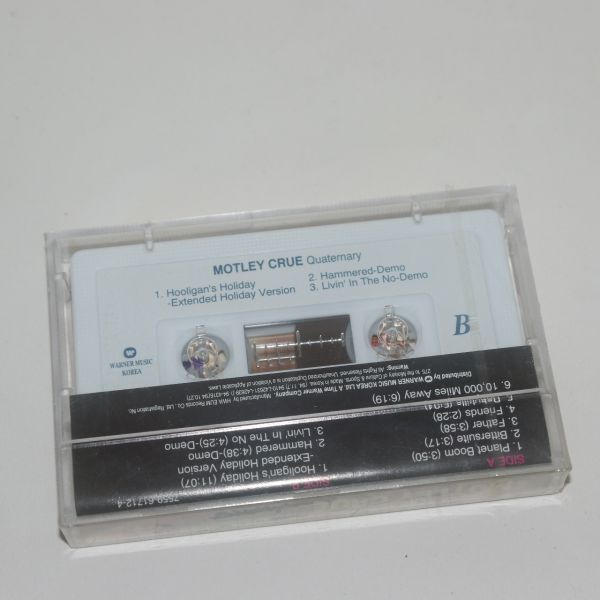 MOTLEY CRUE Quaternary
1. Hooligan's Holiday
-Extended Holiday Version
2. Hammered-Demo
3. Livin' In The No-Demo
B
WARNER MUSIC
KOREA
SIDE A
1. Planet Boom (3:50)
2. Bittersuite (3:17)
3. Father (3:58)
4. Friends (2:28)
6. 10,000 Miles Away (6:19)
SIDE B
1. Hooligan's Holiday (11:07)
-Extended Holiday Version
2. Hammered (4:38)-Demo
3. Livin' In The No (4:25)-Demo
Distributed by WARNER MUSIC KOREA Ltd. A Time Warner Company.
Warning: All Rights Reserved. Unauthorized Duplication is a Violation of Applicable Laws
7559-61712-4